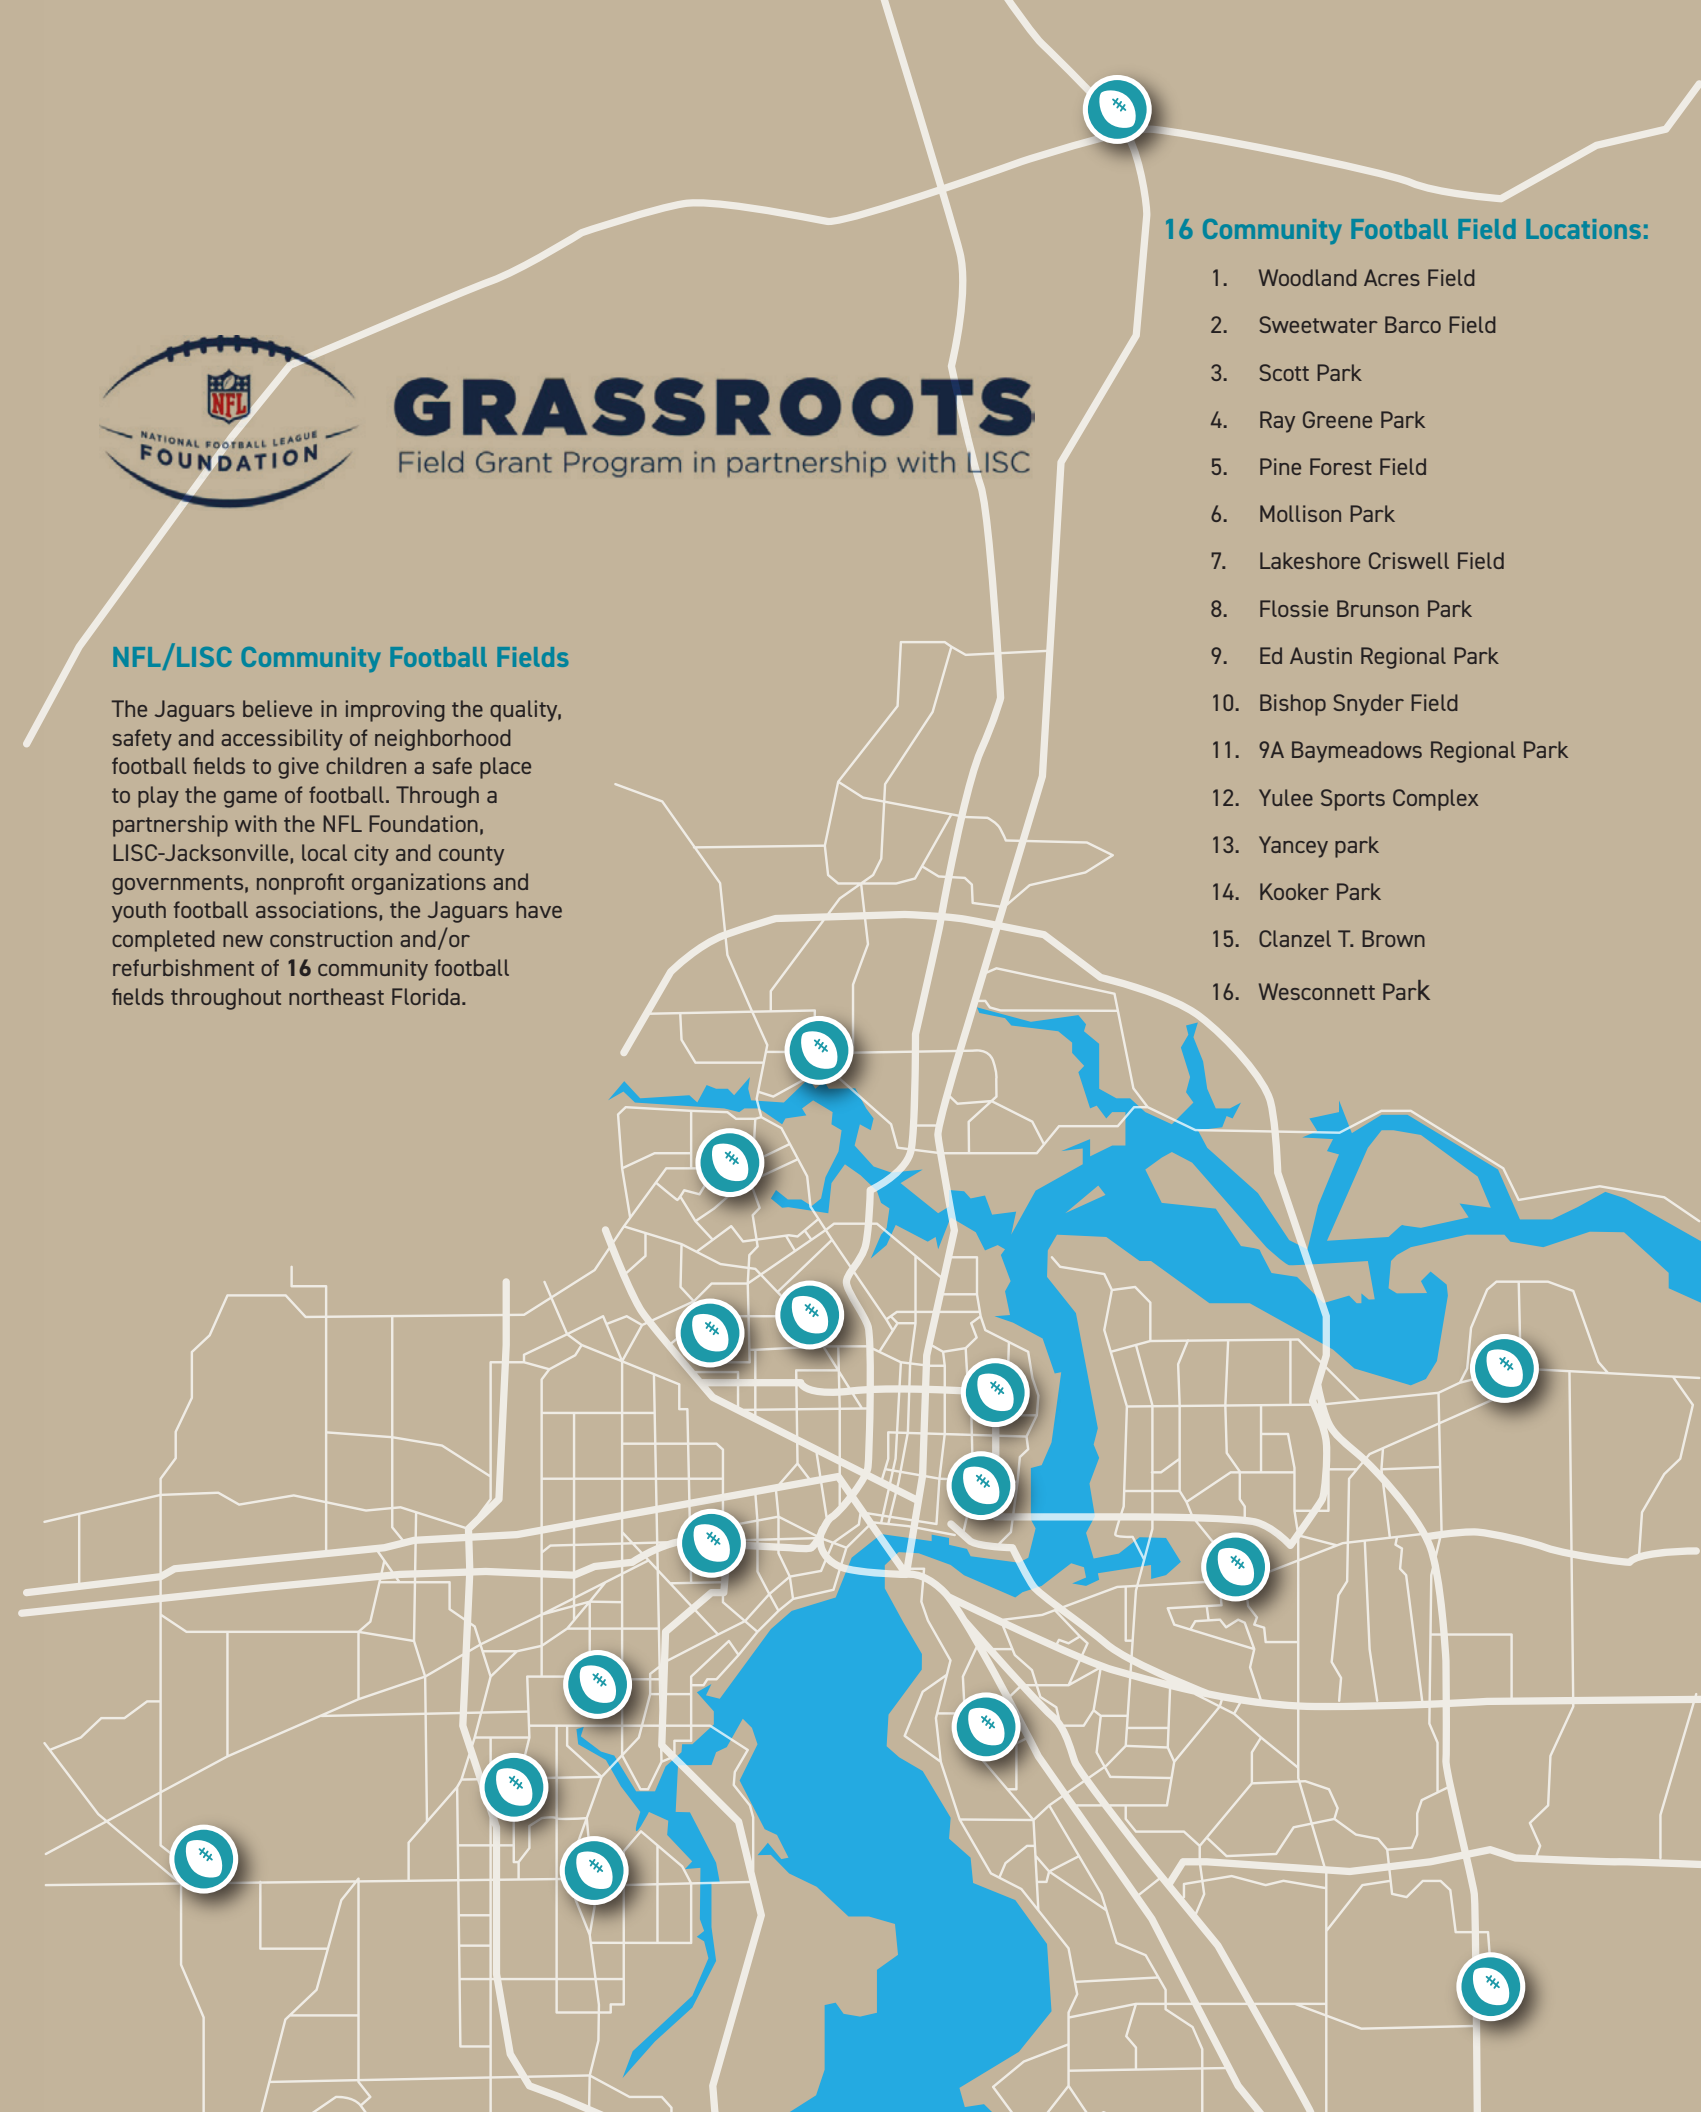 16 Community Football Field Locations:
1. Woodland Acres Field
2. Sweetwater Barco Field
3. Scott Park
4. Ray Greene Park
5. Pine Forest Field
6. Mollison Park
7. Lakeshore Criswell Field
8. Flossie Brunson Park
9. Ed Austin Regional Park
10. Bishop Snyder Field
11. 9A Baymeadows Regional Park
12. Yulee Sports Complex
13. Yancey park
14. Kooker Park
15. Clanzel T. Brown
16. Wesconnett Park
NFL
NATIONAL FOOTBALL LEAGUE
FOUNDATION
GRASSROOTS
Field Grant Program in partnership with LISC
NFL/LISC Community Football Fields
The Jaguars believe in improving the quality,
safety and accessibility of neighborhood
football fields to give children a safe place
to play the game of football. Through a
partnership with the NFL Foundation,
LISC-Jacksonville, local city and county
governments, nonprofit organizations and
youth football associations, the Jaguars have
completed new construction and/or
refurbishment of 16 community football
fields throughout northeast Florida.